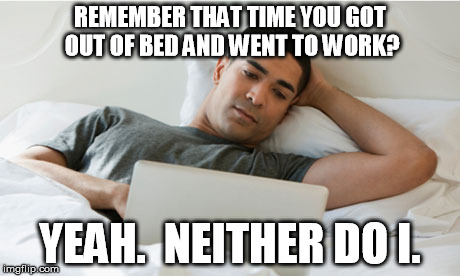 REMEMBER THAT TIME YOU GOT
OUT OF BED AND WENT TO WORK?
YEAH.  NEITHER DO I.
imgflip.com